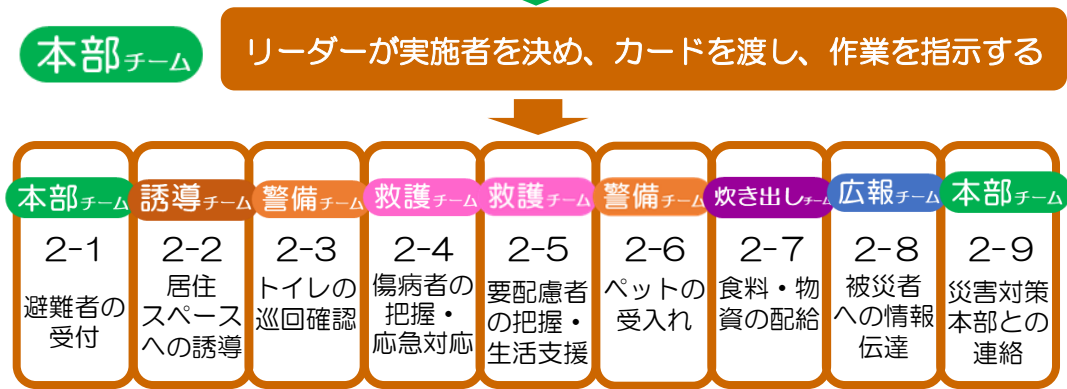 本部チーム
リーダーが実施者を決め、カードを渡し、作業を指示する
本部チーム
2-1
避難者の
受付
誘導チーム
2-2
居住
スペース
への誘導
警備チーム
2-3
トイレの
巡回確認
救護チーム
2-4
傷病者の
把握・
応急対応
救護チーム
2-5
要配慮者
の把握・
生活支援
警備チーム
2-6
ペットの
受入れ
炊き出しチーム
2-7
食料・物
資の配給
広報チーム
2-8
被災者
への情報
伝達
本部チーム
2-9
災害対策
本部との
連絡